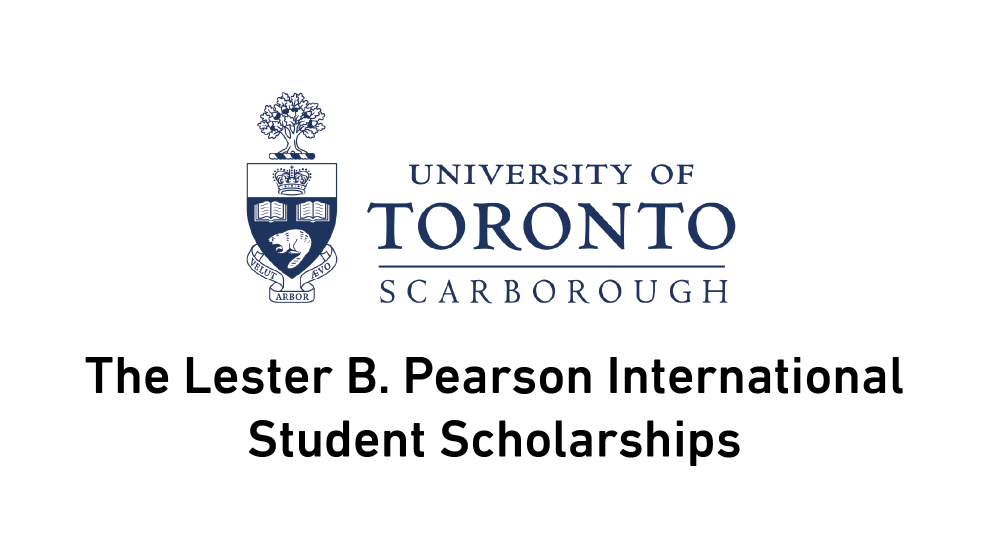 UNIVERSITY OF
TORONTO
SCARBOROUGH
VELUT
ÆVO
ARBOR
The Lester B. Pearson International
Student Scholarships